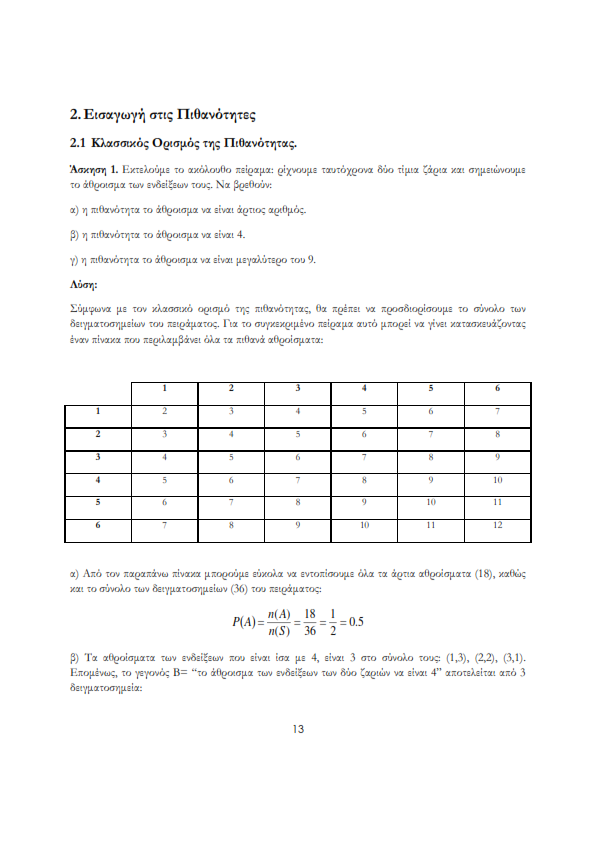 2. Εισαγωγή στις Πιθανότητες
2.1 Κλασσικός Ορισμός της Πιθανότητας.
Άσκηση 1. Εκτελούμε το ακόλουθο πείραμα: ρίχνουμε ταυτόχρονα δύο τίμια ζάρια και σημειώνουμε
το άθροισμα των ενδείξεων τους. Να βρεθούν:
α) η πιθανότητα το άθροισμα να είναι άρτιος αριθμός.
β) η πιθανότητα το άθροισμα να είναι 4.
γ) η πιθανότητα το άθροισμα να είναι μεγαλύτερο του 9.
Λύση:
Σύμφωνα με τον κλασσικό ορισμό της πιθανότητας, θα πρέπει να προσδιορίσουμε το σύνολο των
δειγματοσημείων του πειράματος. Για το συγκεκριμένο πείραμα αυτό μπορεί να γίνει κατασκευάζοντας
έναν πίνακα που περιλαμβάνει όλα τα πιθανά αθροίσματα:
1 2 3 4 5 6
1 2 3 4 5 6 7
2 3 4 5 6 7 8
3 4 5 6 7 8 9
4 5 6 7 8 9 10
5 6 7 8 9 10 11
6 7 8 9 10 11 12
α) Από τον παραπάνω πίνακα μπορούμε εύκολα να εντοπίσουμε όλα τα άρτια αθροίσματα (18), καθώς
και το σύνολο των δειγματοσημείων (36) του πειράματος:
P(A) = n(A)/n(S) = 18/36 = 1/2 = 0.5
β) Τα αθροίσματα των ενδείξεων που είναι ίσα με 4, είναι 3 στο σύνολο τους: (1,3), (2,2), (3,1).
Επομένως, το γεγονός Β= “το άθροισμα των ενδείξεων των δύο ζαριών να είναι 4” αποτελείται από 3
δειγματοσημεία:
13